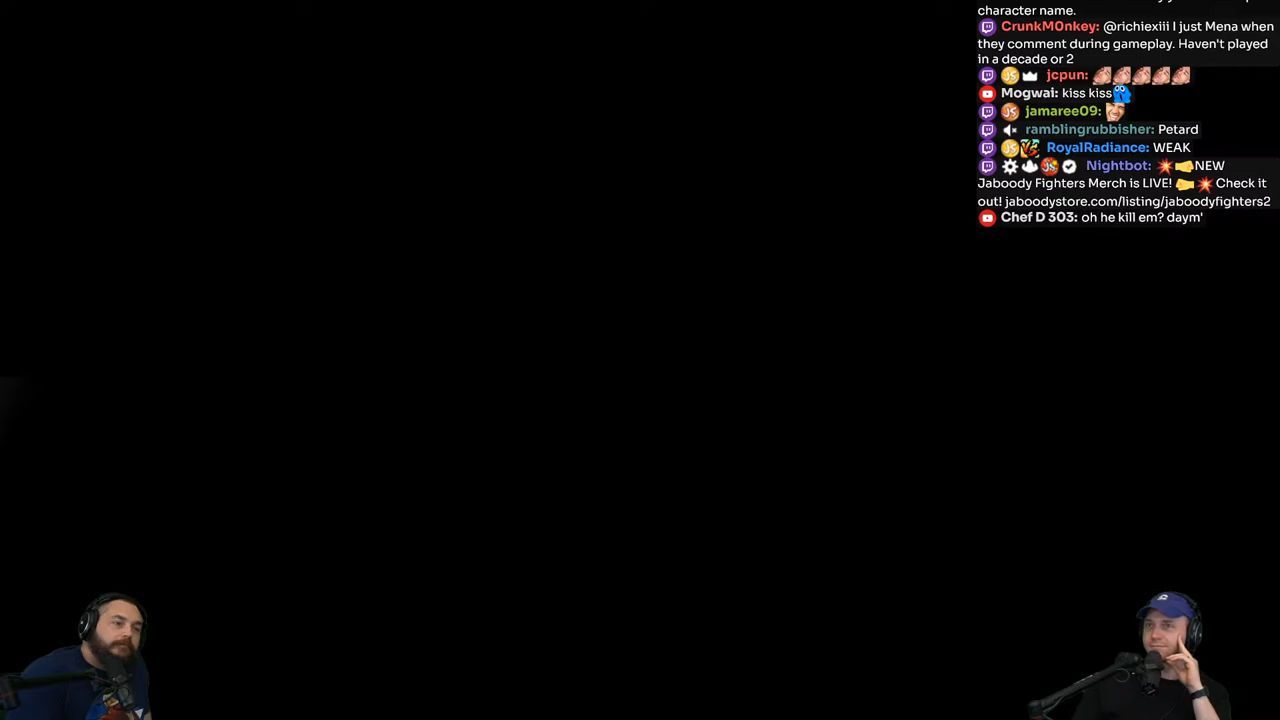 character name.
CrunkM0nkey: @richiexiii I just Mena when
they comment during gameplay. Haven't played
in a decade or 2
jcpun:
Mogwai: kiss kiss
jamaree09:
ramblingrubbisher: Petard
RoyalRadiance: WEAK
Nightbot: NEW
Jaboody Fighters Merch is LIVE! Check it
out! jaboodystore.com/listing/jaboodyfighters2
Chef D 303: oh he kill em? daym'